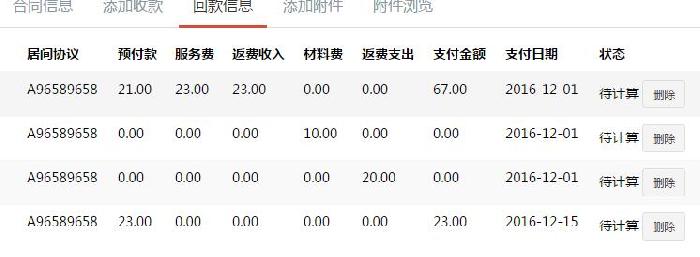 合同信息 添加收款 回款信息 添加附件 附件浏览
居间协议 预付款 服务费 返费收入 材料费 返费支出 支付金额 支付日期 状态
A96589658 21.00 23.00 23.00 0.00 0.00 67.00 2016-12-01 待计算 删除
A96589658 0.00 0.00 0.00 10.00 0.00 0.00 2016-12-01 待计算 删除
A96589658 0.00 0.00 0.00 0.00 20.00 0.00 2016-12-01 待计算 删除
A96589658 23.00 0.00 0.00 0.00 0.00 23.00 2016-12-15 待计算 删除